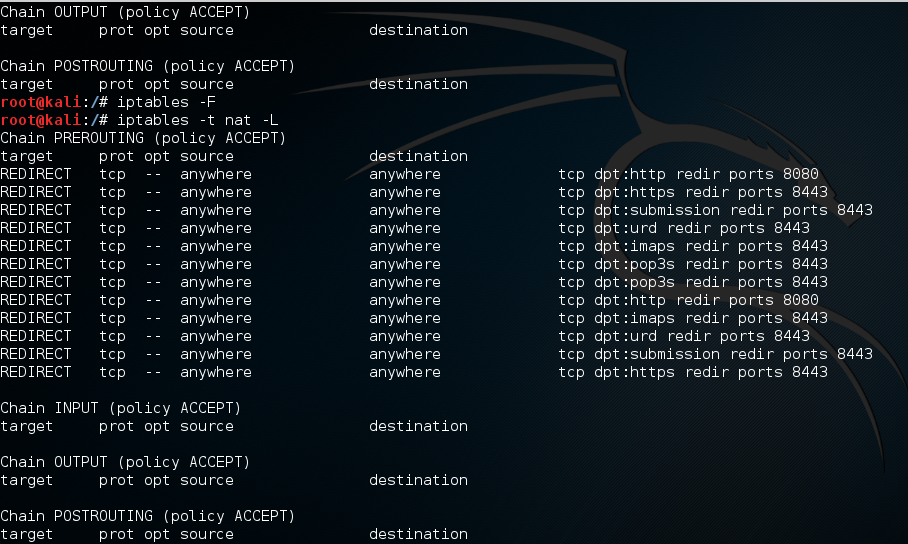 Chain OUTPUT (policy ACCEPT)
target     prot opt source               destination
Chain POSTROUTING (policy ACCEPT)
target     prot opt source               destination
root@kali:/# iptables -F
root@kali:/# iptables -t nat -L
Chain PREROUTING (policy ACCEPT)
target     prot opt source               destination
REDIRECT   tcp  --  anywhere             anywhere             tcp dpt:http redir ports 8080
REDIRECT   tcp  --  anywhere             anywhere             tcp dpt:https redir ports 8443
REDIRECT   tcp  --  anywhere             anywhere             tcp dpt:submission redir ports 8443
REDIRECT   tcp  --  anywhere             anywhere             tcp dpt:urd redir ports 8443
REDIRECT   tcp  --  anywhere             anywhere             tcp dpt:imaps redir ports 8443
REDIRECT   tcp  --  anywhere             anywhere             tcp dpt:pop3s redir ports 8443
REDIRECT   tcp  --  anywhere             anywhere             tcp dpt:pop3s redir ports 8443
REDIRECT   tcp  --  anywhere             anywhere             tcp dpt:http redir ports 8080
REDIRECT   tcp  --  anywhere             anywhere             tcp dpt:imaps redir ports 8443
REDIRECT   tcp  --  anywhere             anywhere             tcp dpt:urd redir ports 8443
REDIRECT   tcp  --  anywhere             anywhere             tcp dpt:submission redir ports 8443
REDIRECT   tcp  --  anywhere             anywhere             tcp dpt:https redir ports 8443
Chain INPUT (policy ACCEPT)
target     prot opt source               destination
Chain OUTPUT (policy ACCEPT)
target     prot opt source               destination
Chain POSTROUTING (policy ACCEPT)
target     prot opt source               destination